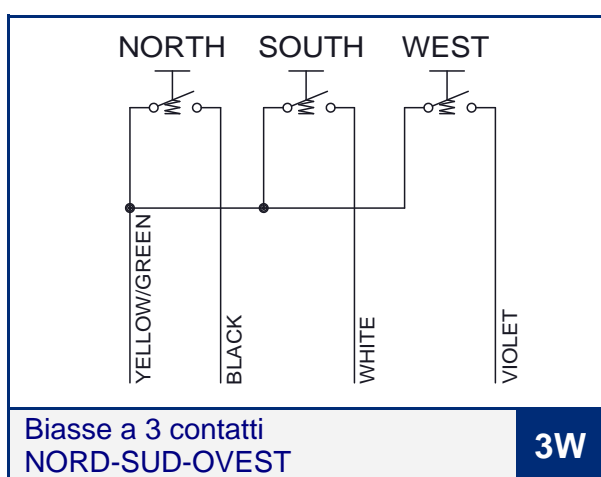 NORTH SOUTH WEST
YELLOW/GREEN
BLACK
WHITE
VIOLET
Biasse a 3 contatti
NORD-SUD-OVEST
3W